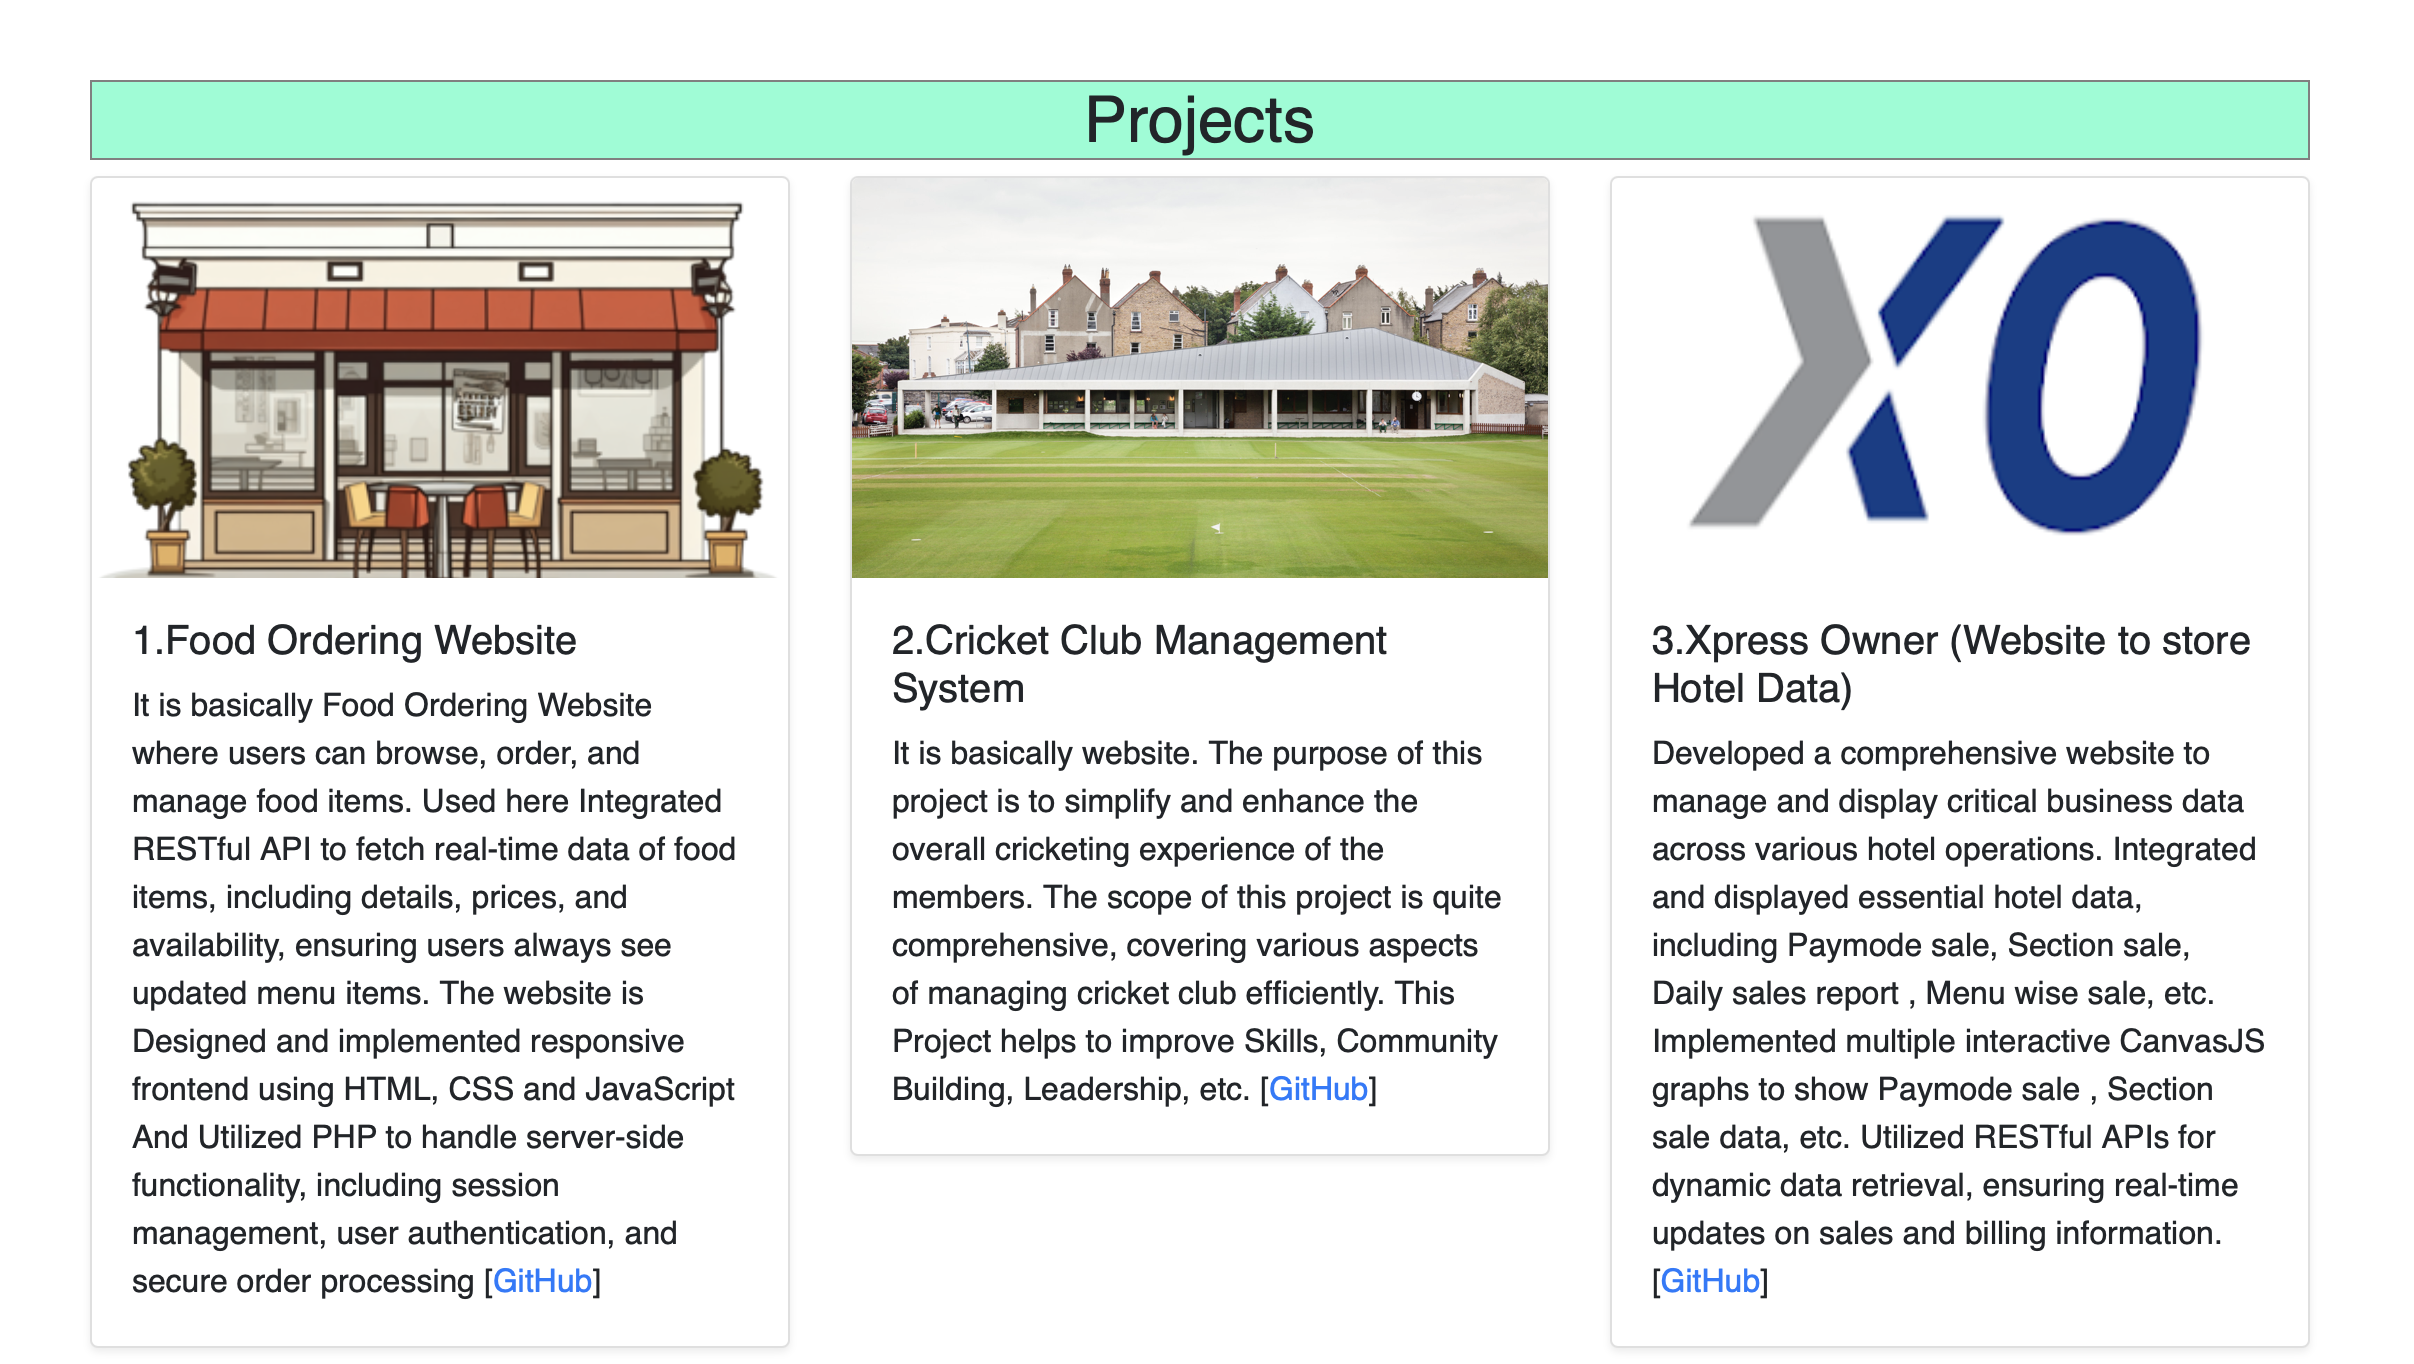 Projects
XO
1.Food Ordering Website
It is basically Food Ordering Website
where users can browse, order, and
manage food items. Used here Integrated
RESTful API to fetch real-time data of food
items, including details, prices, and
availability, ensuring users always see
updated menu items. The website is
Designed and implemented responsive
frontend using HTML, CSS and JavaScript
And Utilized PHP to handle server-side
functionality, including session
management, user authentication, and
secure order processing [GitHub]
2.Cricket Club Management
System
It is basically website. The purpose of this
project is to simplify and enhance the
overall cricketing experience of the
members. The scope of this project is quite
comprehensive, covering various aspects
of managing cricket club efficiently. This
Project helps to improve Skills, Community
Building, Leadership, etc. [GitHub]
3.Xpress Owner (Website to store
Hotel Data)
Developed a comprehensive website to
manage and display critical business data
across various hotel operations. Integrated
and displayed essential hotel data,
including Paymode sale, Section sale,
Daily sales report , Menu wise sale, etc.
Implemented multiple interactive CanvasJS
graphs to show Paymode sale , Section
sale data, etc. Utilized RESTful APIs for
dynamic data retrieval, ensuring real-time
updates on sales and billing information.
[GitHub]